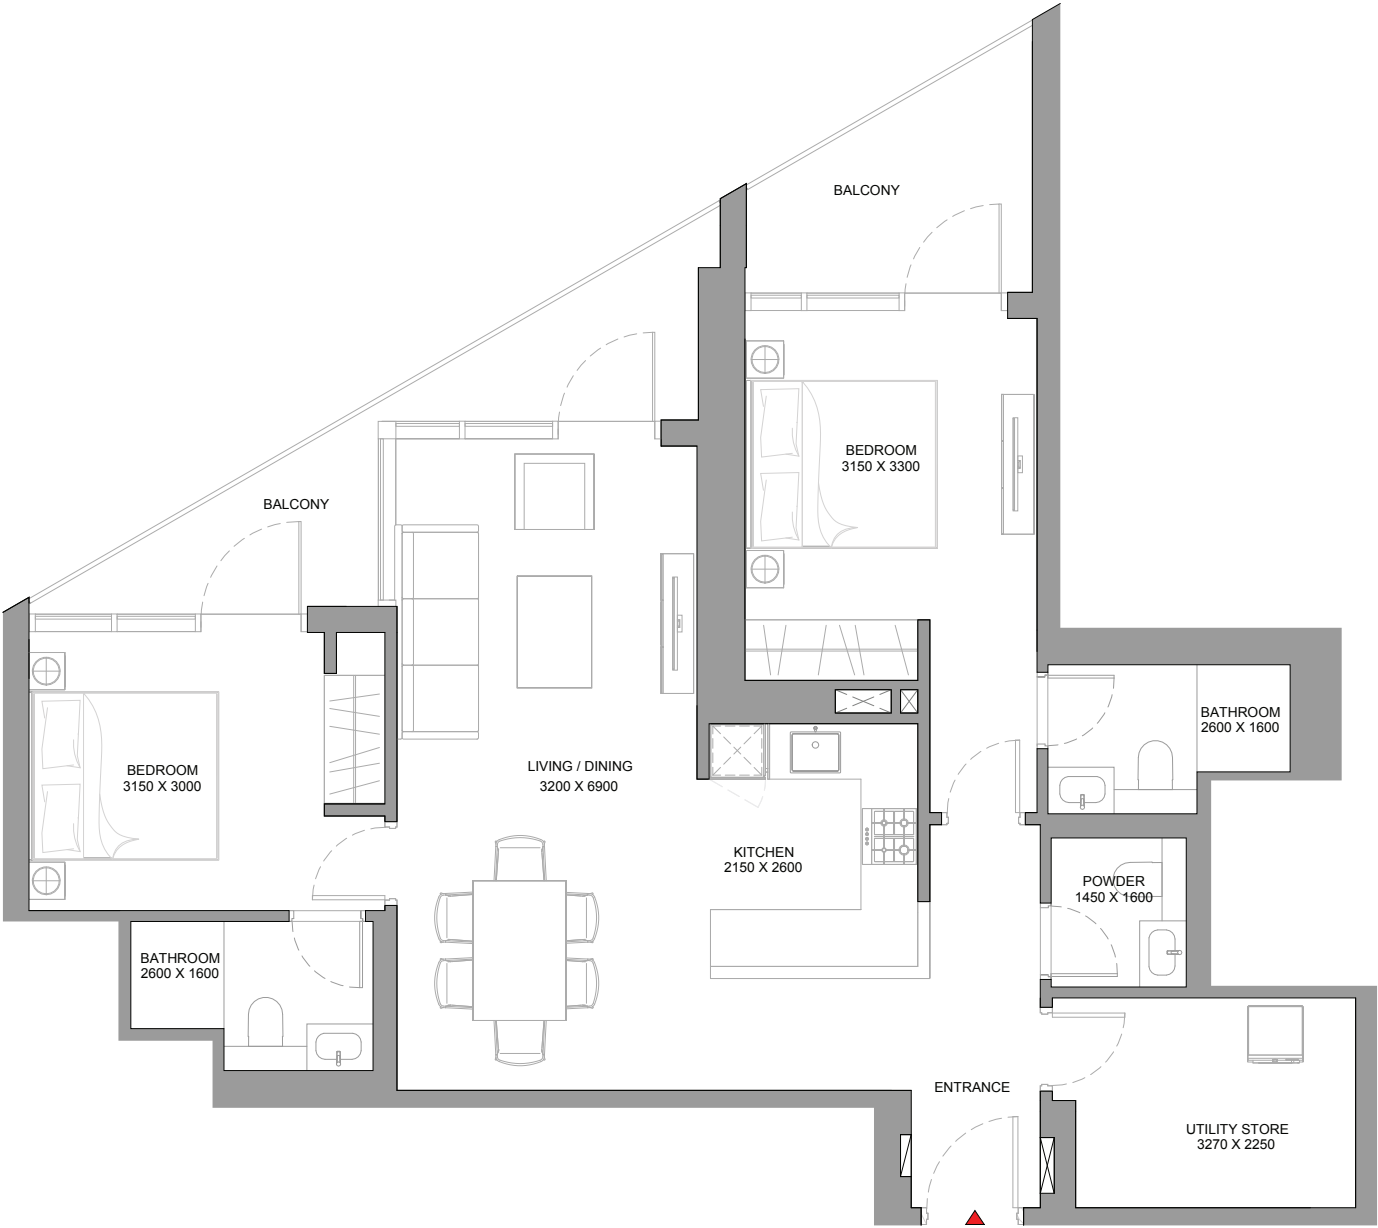 BALCONY
BEDROOM
3150 X 3300
BALCONY
BATHROOM
2600 X 1600
LIVING / DINING
3200 X 6900
BEDROOM
3150 X 3000
KITCHEN
2150 X 2600
POWDER
1450 X 1600
BATHROOM
2600 X 1600
ENTRANCE
UTILITY STORE
3270 X 2250